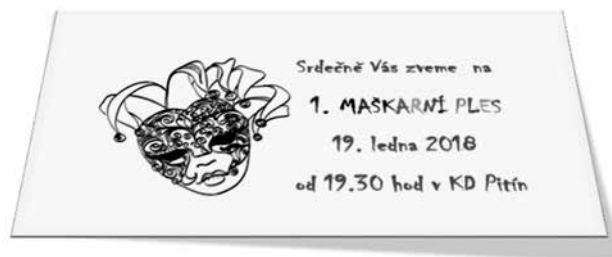 Srdečně Vás zveme na
1. MAŠKARNÍ PLES
19. ledna 2018
od 19.30 hod v KD Pitín